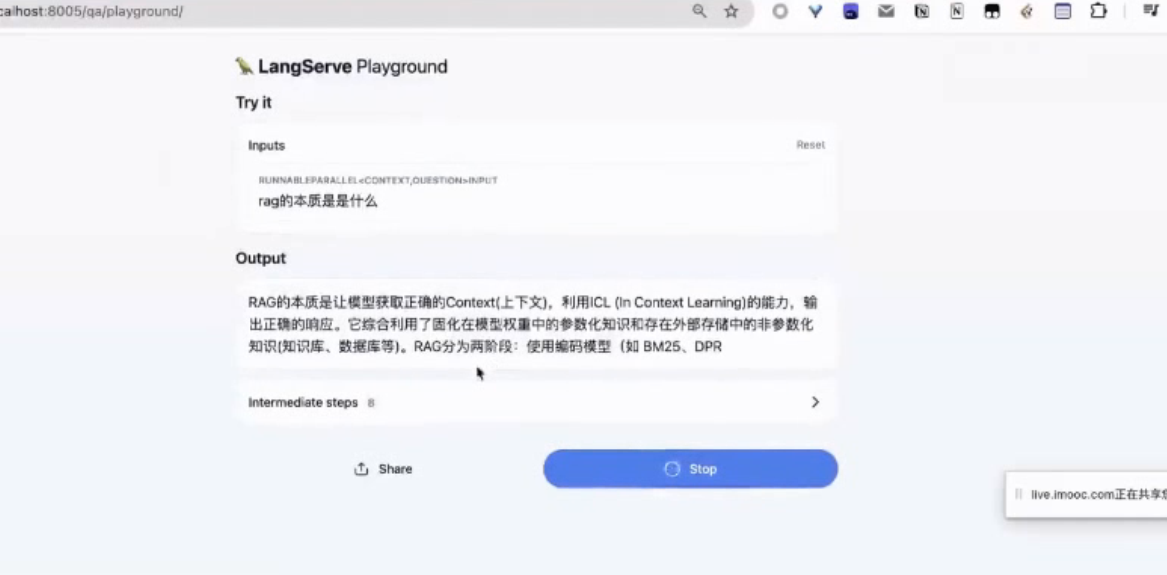 calhost:8005/qa/playground/
LangServe Playground
Try it
Inputs
Reset
RUNNABLEPARALLEL<CONTEXT,QUESTION>INPUT
rag的本质是是什么
Output
RAG的本质是让模型获取正确的Context(上下文)，利用ICL (In Context Learning)的能力，输
出正确的响应。它综合利用了固化在模型权重中的参数化知识和存在外部存储中的非参数化
知识(知识库、数据库等)。RAG分为两阶段：使用编码模型（如 BM25、DPR
Intermediate steps 8
Share
Stop
live.imooc.com正在共享您